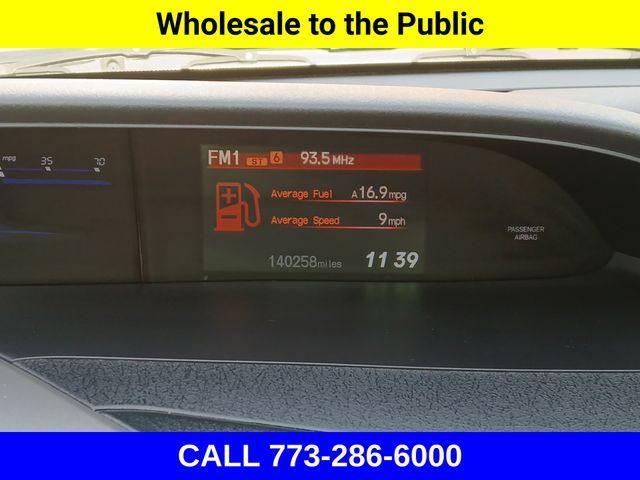 Wholesale to the Public
mpg 35 70
FM1 ST 6 93.5 MHz
Average Fuel A 16.9 mpg
Average Speed 9 mph
140258 miles 11 39
PASSENGER
AIRBAG
CALL 773-286-6000